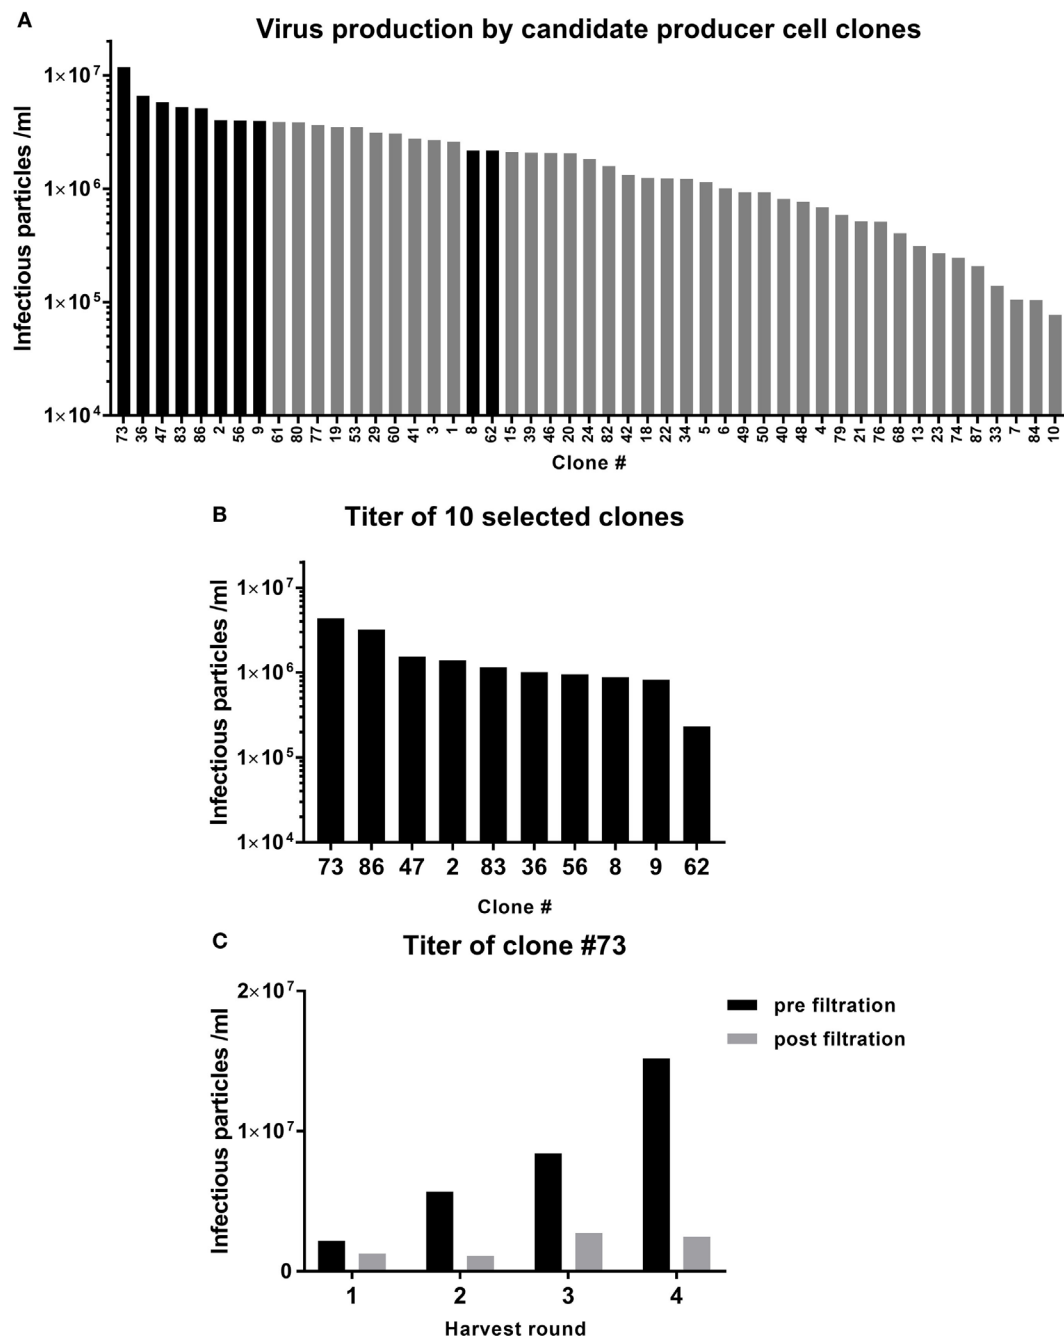 A
Virus production by candidate producer cell clones
Infectious particles /ml
1×10⁷
1×10⁶
1×10⁵
1×10⁴
73 36 47 83 86 2 56 9 61 80 77 19 53 29 60 41 3 1 8 62 15 39 46 20 24 82 42 18 22 34 5 6 49 50 40 48 4 79 21 76 68 13 23 74 87 33 7 84 10
Clone #
B
Titer of 10 selected clones
Infectious particles /ml
1×10⁷
1×10⁶
1×10⁵
1×10⁴
73 86 47 2 83 36 56 8 9 62
Clone #
C
Titer of clone #73
Infectious particles /ml
2×10⁷
1×10⁷
0
pre filtration
post filtration
1 2 3 4
Harvest round